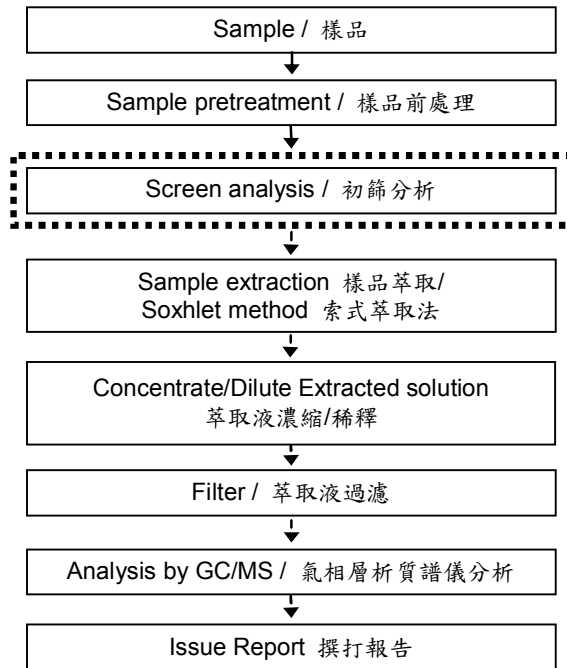 Sample / 樣品
Sample pretreatment / 樣品前處理
Screen analysis / 初篩分析
Sample extraction 樣品萃取/
Soxhlet method 索式萃取法
Concentrate/Dilute Extracted solution
萃取液濃縮/稀釋
Filter / 萃取液過濾
Analysis by GC/MS / 氣相層析質譜儀分析
Issue Report 撰打報告